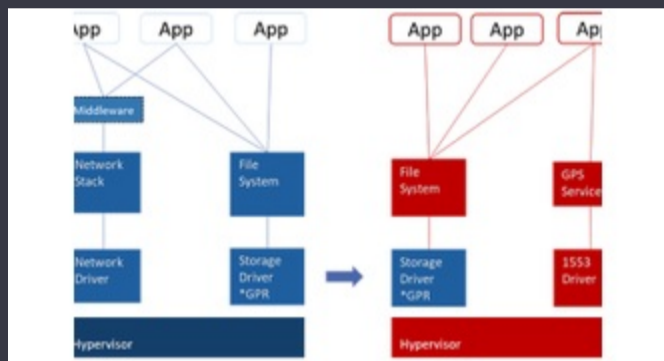 App
App
App
Middleware
Network
Stack
File
System
Network
Driver
Storage
Driver
*GPR
Hypervisor
App
App
App
File
System
GPS
Service
Storage
Driver
*GPR
1553
Driver
Hypervisor